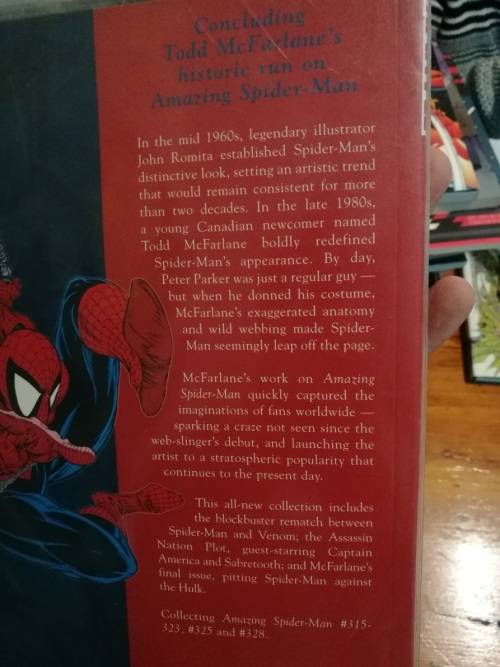 Concluding
Todd McFarlane's
historic run on
Amazing Spider-Man
In the mid 1960s, legendary illustrator
John Romita established Spider-Man's
distinctive look, setting an artistic trend
that would remain consistent for more
than two decades. In the late 1980s,
a young Canadian newcomer named
Todd McFarlane boldly redefined
Spider-Man's appearance. By day,
Peter Parker was just a regular guy —
but when he donned his costume,
McFarlane's exaggerated anatomy
and wild webbing made Spider-
Man seemingly leap off the page.
McFarlane's work on Amazing
Spider-Man quickly captured the
imaginations of fans worldwide —
sparking a craze not seen since the
web-slinger's debut, and launching the
artist to a stratospheric popularity that
continues to the present day.
This all-new collection includes
the blockbuster rematch between
Spider-Man and Venom; the Assassin
Nation Plot, guest-starring Captain
America and Sabretooth; and McFarlane's
final issue, pitting Spider-Man against
the Hulk.
Collecting Amazing Spider-Man #315-
323, #325 and #328.